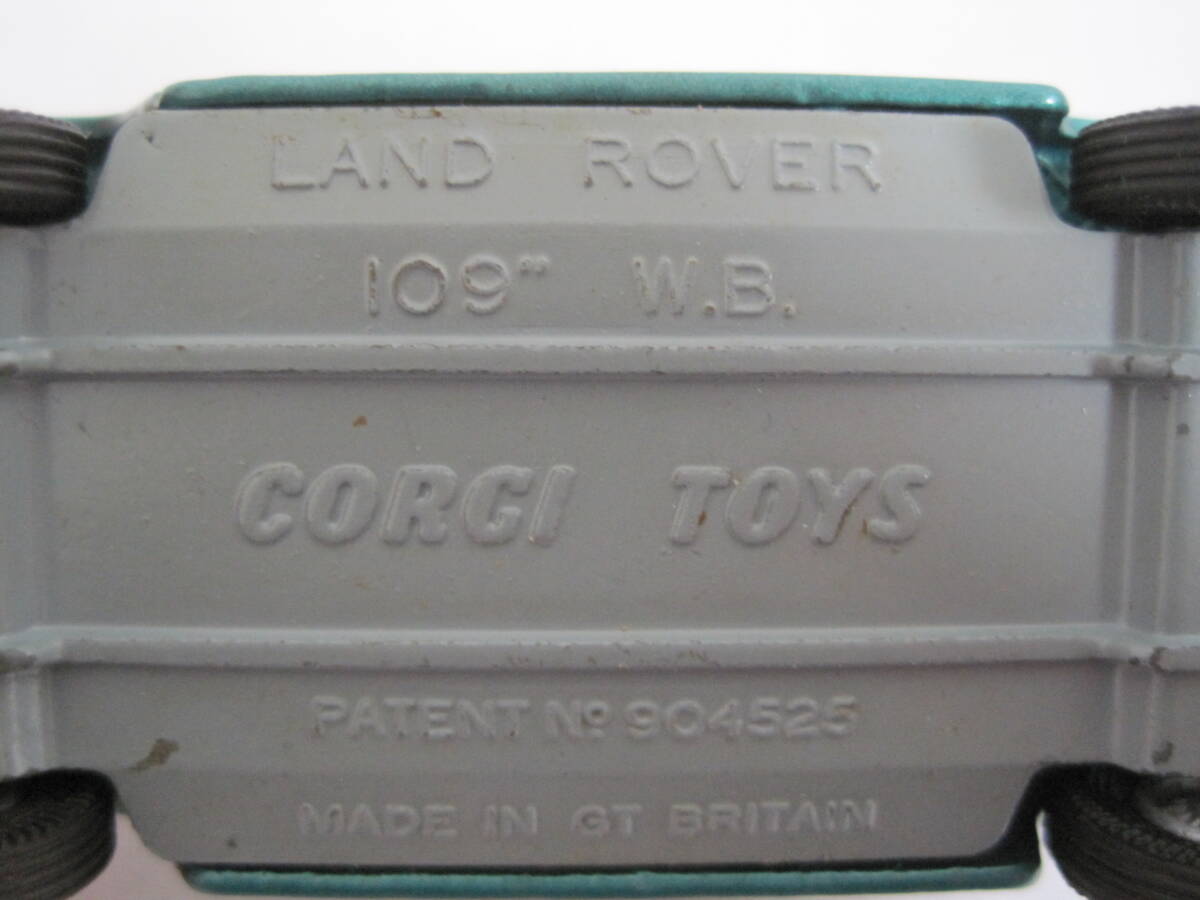 LAND ROVER
109" W.B.
CORGI TOYS
PATENT Nº 904525
MADE IN GT BRITAIN